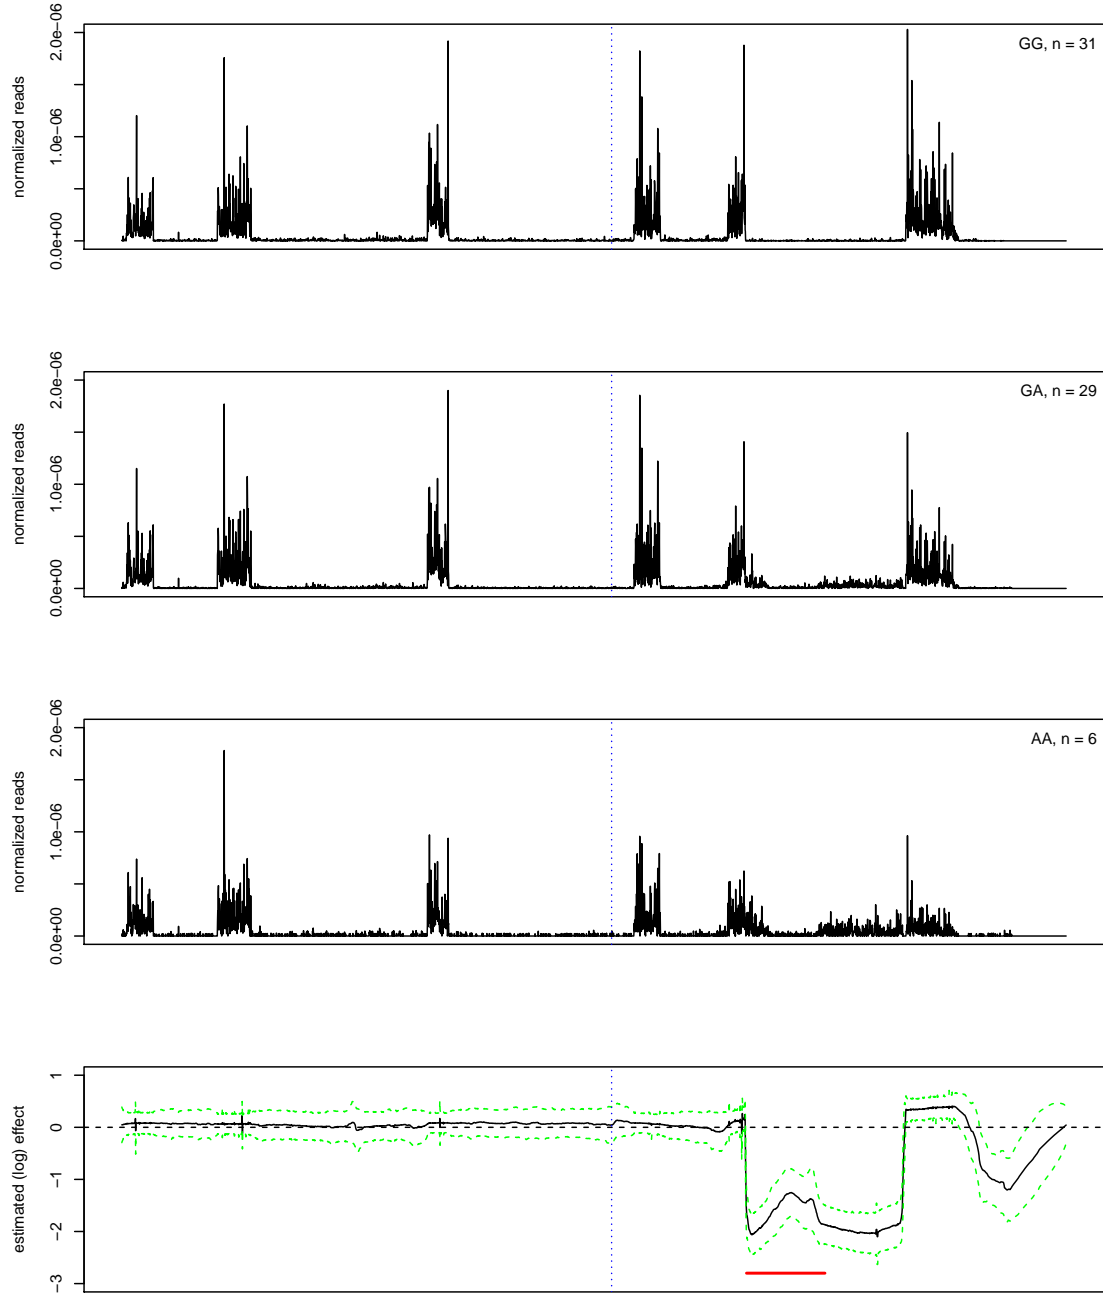 GG, n = 31
normalized reads
2.0e−06
1.0e−06
0.0e+00
GA, n = 29
normalized reads
2.0e−06
1.0e−06
0.0e+00
AA, n = 6
normalized reads
2.0e−06
1.0e−06
0.0e+00
estimated (log) effect
1
0
−1
−2
−3